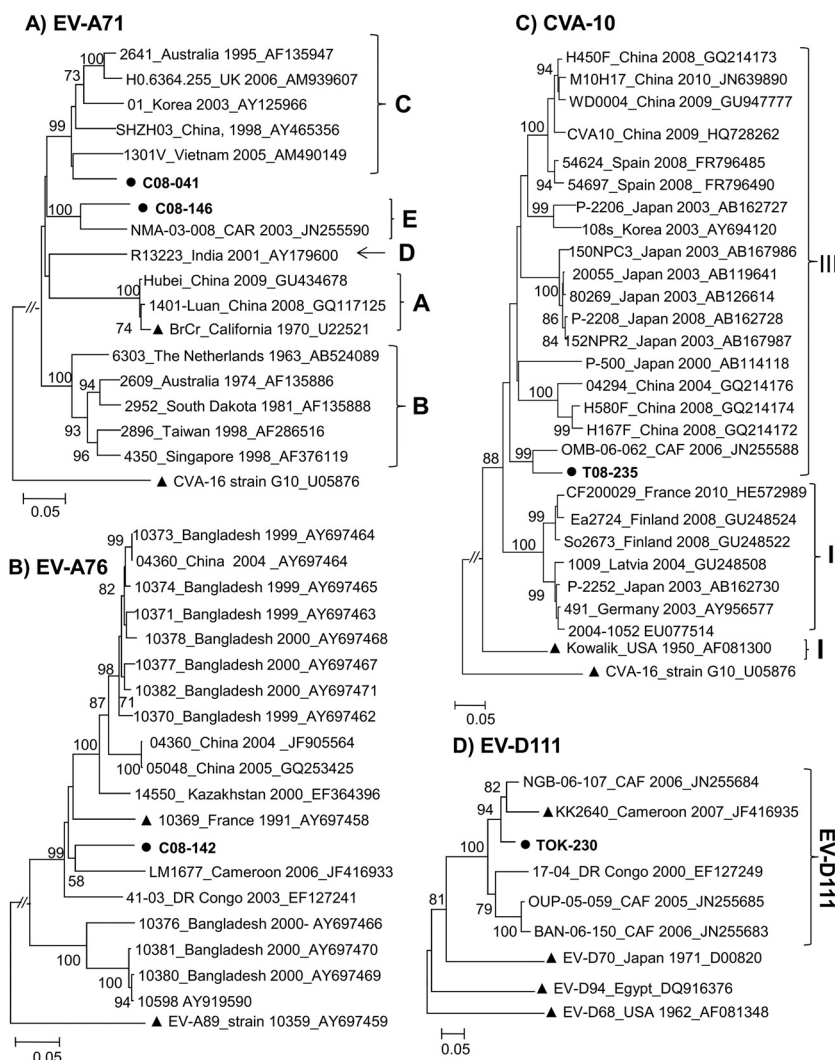 A) EV-A71
100
2641_Australia 1995_AF135947
73
H0.6364.255_UK 2006_AM939607
01_Korea 2003_AY125966
C
99
SHZH03_China, 1998_AY465356
1301V_Vietnam 2005_AM490149
C08-041
C08-146
100
E
NMA-03-008_CAR 2003_JN255590
R13223_India 2001_AY179600
D
Hubei_China 2009_GU434678
100
1401-Luan_China 2008_GQ117125
A
74
BrCr_California 1970_U22521
6303_The Netherlands 1963_AB524089
100
94
2609_Australia 1974_AF135886
2952_South Dakota 1981_AF135888
B
93
2896_Taiwan 1998_AF286516
96
4350_Singapore 1998_AF376119
CVA-16 strain G10_U05876
0.05
B) EV-A76
99
10373_Bangladesh 1999_AY697464
04360_China 2004 _AY697464
82
10374_Bangladesh 1999_AY697465
10371_Bangladesh 1999_AY697463
10378_Bangladesh 2000_AY697468
98
10377_Bangladesh 2000_AY697467
10382_Bangladesh 2000_AY697471
87
71
10370_Bangladesh 1999_AY697462
100
04360_China 2004 _JF905564
100
05048_China 2005_GQ253425
14550_ Kazakhstan 2000_EF364396
10369_France 1991_AY697458
C08-142
99
58
LM1677_Cameroon 2006_JF416933
41-03_DR Congo 2003_EF127241
10376_Bangladesh 2000- AY697466
100
10381_Bangladesh 2000_AY697470
100
10380_Bangladesh 2000_AY697469
94
10598 AY919590
EV-A89_strain 10359_AY697459
0.05
C) CVA-10
H450F_China 2008_GQ214173
94
M10H17_China 2010_JN639890
WD0004_China 2009_GU947777
100
CVA10_China 2009_HQ728262
54624_Spain 2008_FR796485
94
54697_Spain 2008_ FR796490
99
P-2206_Japan 2003_AB162727
108s_Korea 2003_AY694120
150NPC3_Japan 2003_AB167986
III
20055_Japan 2003_AB119641
100
80269_Japan 2003_AB126614
86
P-2208_Japan 2008_AB162728
84
152NPR2_Japan 2003_AB167987
P-500_Japan 2000_AB114118
100
04294_China 2004_GQ214176
H580F_China 2008_GQ214174
99
H167F_China 2008_GQ214172
88
99
OMB-06-062_CAF 2006_JN255588
T08-235
CF200029_France 2010_HE572989
99
Ea2724_Finland 2008_GU248524
100
So2673_Finland 2008_GU248522
I
1009_Latvia 2004_GU248508
P-2252_Japan 2003_AB162730
99
491_Germany 2003_AY956577
2004-1052 EU077514
Kowalik_USA 1950_AF081300
I
CVA-16_strain G10_U05876
0.05
D) EV-D111
82
NGB-06-107_CAF 2006_JN255684
94
KK2640_Cameroon 2007_JF416935
100
TOK-230
17-04_DR Congo 2000_EF127249
EV-D111
79
OUP-05-059_CAF 2005_JN255685
81
100
BAN-06-150_CAF 2006_JN255683
EV-D70_Japan 1971_D00820
EV-D94_Egypt_DQ916376
EV-D68_USA 1962_AF081348
0.05